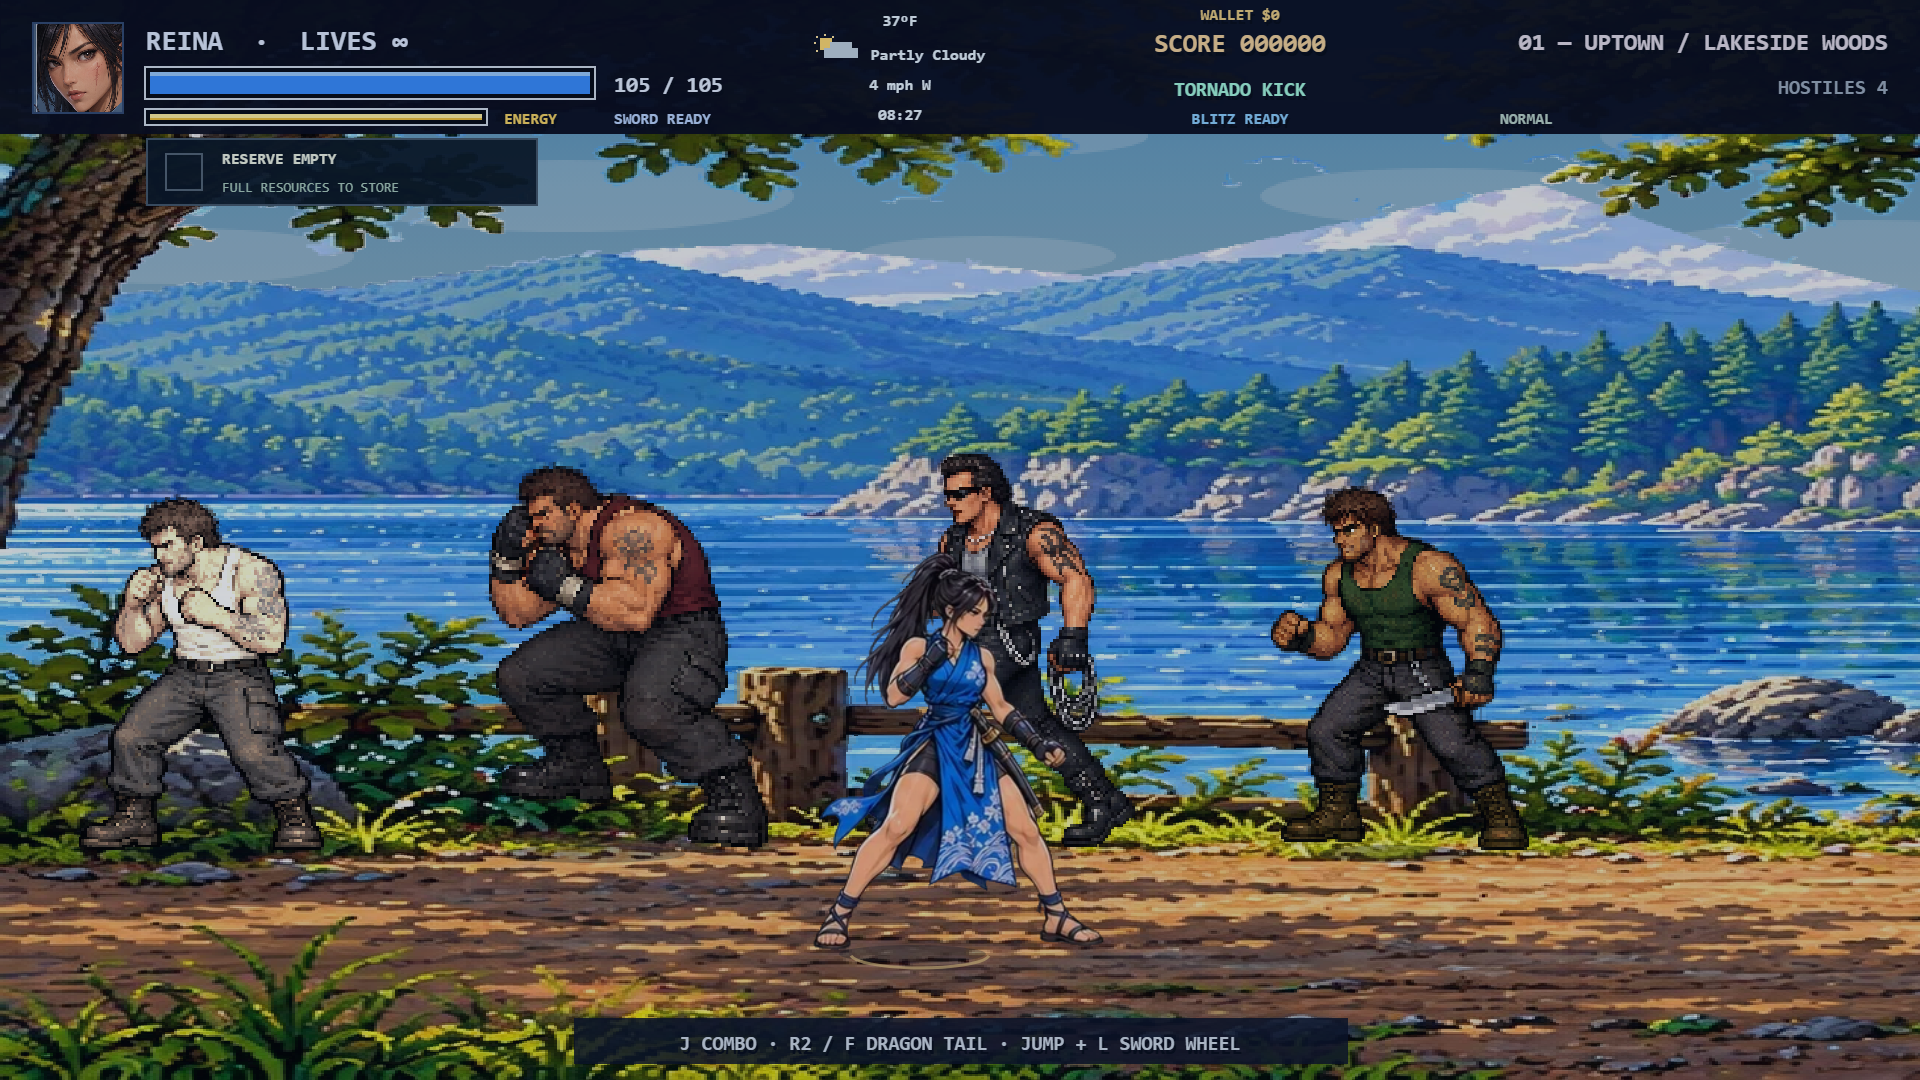 REINA · LIVES ∞
105 / 105
ENERGY
SWORD READY
RESERVE EMPTY
FULL RESOURCES TO STORE
37ºF
Partly Cloudy
4 mph W
08:27
WALLET $0
SCORE 000000
TORNADO KICK
BLITZ READY
01 — UPTOWN / LAKESIDE WOODS
HOSTILES 4
NORMAL
J COMBO · R2 / F DRAGON TAIL · JUMP + L SWORD WHEEL